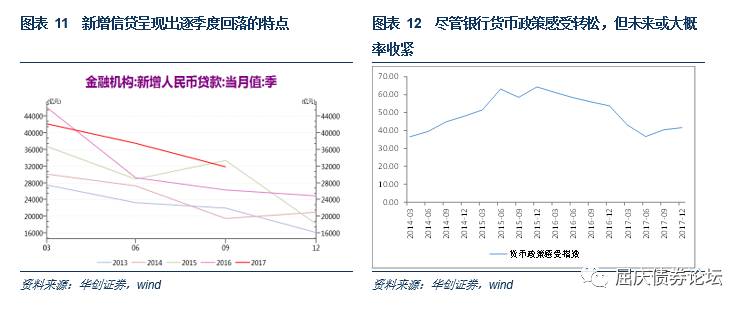 图表 11 新增信贷呈现出逐季度回落的特点
金融机构:新增人民币贷款:当月值:季
(亿元) (亿元)
44000 44000
40000 40000
36000 36000
32000 32000
28000 28000
24000 24000
20000 20000
16000 16000
03 06 09 12
2013 2014 2015 2016 2017
资料来源：华创证券，wind
图表 12 尽管银行货币政策感受转松，但未来或大概
率收紧
70.00
60.00
50.00
40.00
30.00
20.00
10.00
0.00
2014-03 2014-06 2014-09 2014-12 2015-03 2015-06 2015-09 2015-12 2016-03 2016-06 2016-09 2016-12 2017-03 2017-06 2017-09 2017-12
货币政策感受指数
资料来源：华创证券，wind
屈庆债券论坛